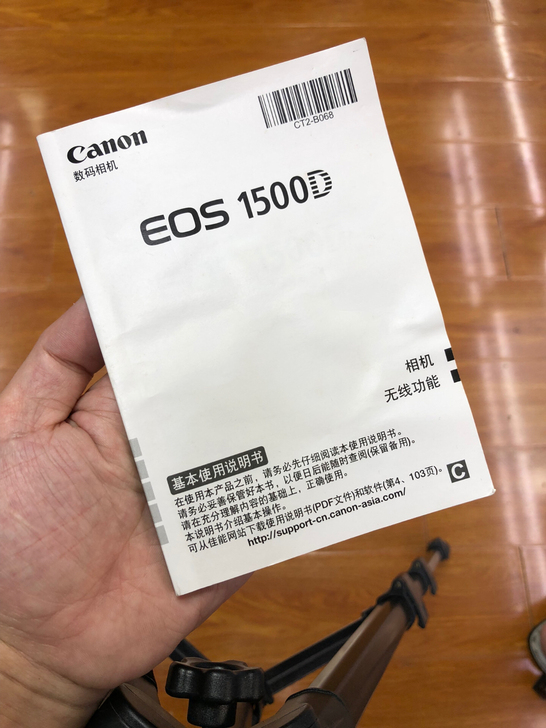 CT2-B068
Canon
数码相机
EOS 1500D
相机
无线功能
基本使用说明书
在使用本产品之前，请务必先仔细阅读本使用说明书。
请务必妥善保管好本书，以便日后能随时查阅(保留备用)。
请在充分理解内容的基础上，正确使用。
本说明书介绍基本操作。
可从佳能网站下载使用说明书(PDF文件)和软件(第4、103页)。
http://support-cn.canon-asia.com/
C